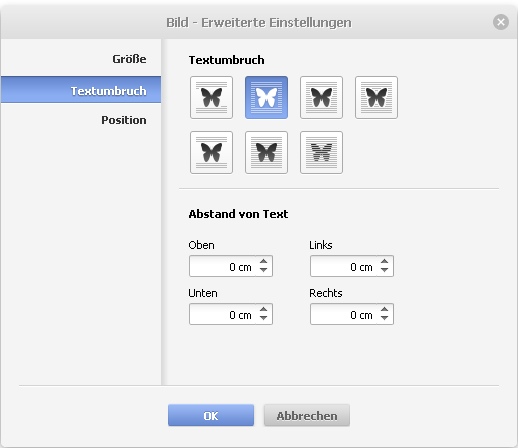 Bild - Erweiterte Einstellungen
Größe
Textumbruch
Position
Textumbruch
Abstand von Text
Oben Links
0 cm 0 cm
Unten Rechts
0 cm 0 cm
OK Abbrechen